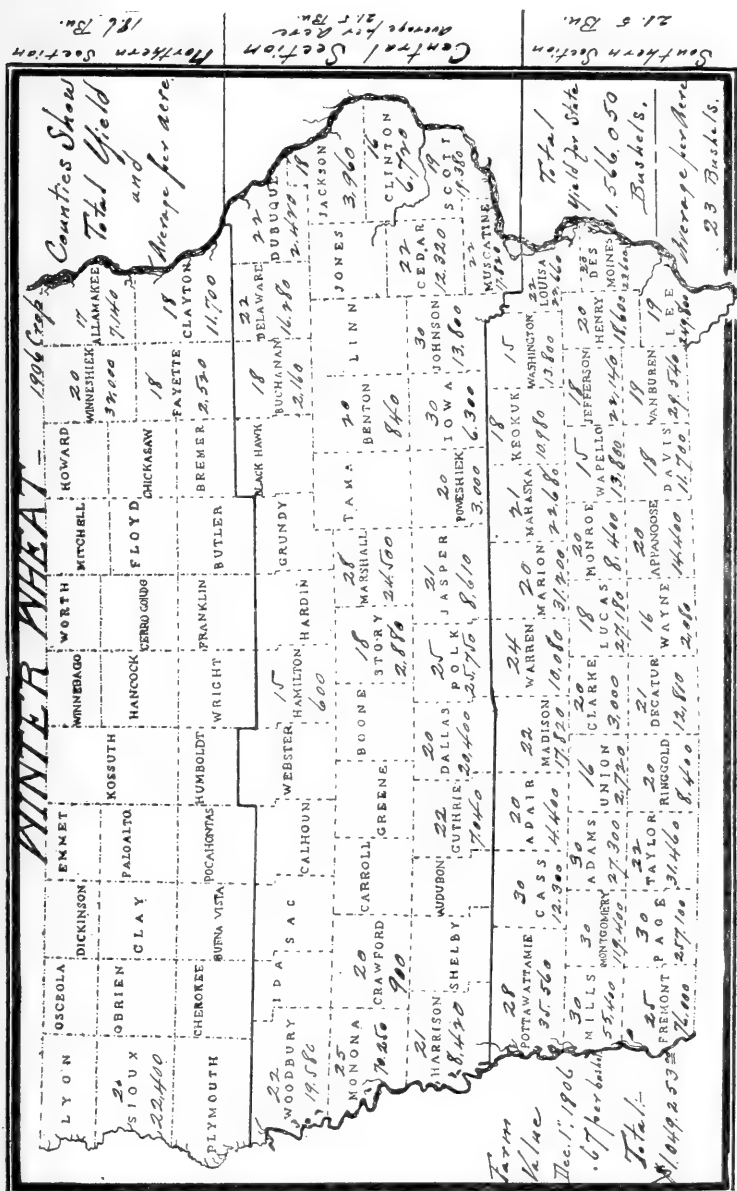 WINTER WHEAT - 1906 Crop
Counties Show
Total Yield
and
Average per Acre
Northern Section
18.6 Bu.
LYON
OSCEOLA
DICKINSON
EMMET
WINNEBAGO
WORTH
MITCHELL
HOWARD
20
WINNESHIEK
32,000
17
ALLAMAKEE
7,140
20
SIOUX
22,400
OBRIEN
CLAY
PALOALTO
KOSSUTH
HANCOCK
CERRO GORDO
FLOYD
CHICKASAW
18
FAYETTE
2,520
18
CLAYTON
11,700
PLYMOUTH
CHEROKEE
BUENA VISTA
POCAHONTAS
HUMBOLDT
WRIGHT
FRANKLIN
BUTLER
BREMER
Central Section
Average per Acre
21.5 Bu.
22
WOODBURY
19,580
IDA
SAC
CALHOUN
WEBSTER
15
HAMILTON
600
HARDIN
GRUNDY
BLACK HAWK
18
BUCHANAN
2,160
22
DELAWARE
16,280
22
DUBUQUE
2,420
25
MONONA
70,250
20
CRAWFORD
900
CARROLL
GREENE
BOONE
18
STORY
2,880
28
MARSHALL
24,500
TAMA
20
BENTON
840
LINN
JONES
18
JACKSON
3,960
16
CLINTON
6,720
21
HARRISON
8,420
SHELBY
AUDUBON
22
GUTHRIE
7,040
20
DALLAS
20,400
25
POLK
25,750
21
JASPER
8,610
20
POWESHIEK
3,000
30
IOWA
6,300
30
JOHNSON
13,800
22
CEDAR
12,320
19
SCOTT
19,380
22
MUSCATINE
Southern Section
21.5 Bu.
28
POTTAWATTAMIE
35,560
30
CASS
12,300
20
ADAIR
4,400
22
MADISON
17,820
24
WARREN
10,080
20
MARION
31,200
21
MAHASKA
22,680
18
KEOKUK
10,980
15
WASHINGTON
13,800
22
LOUISA
22,660
30
MILLS
55,400
30
MONTGOMERY
119,400
30
ADAMS
27,300
16
UNION
2,720
20
CLARKE
3,000
18
LUCAS
27,180
20
MONROE
8,400
15
WAPELLO
13,800
18
JEFFERSON
22,140
20
HENRY
18,600
23
DES
MOINES
25
FREMONT
76,000
30
PAGE
257,100
22
TAYLOR
31,460
20
RINGGOLD
8,400
21
DECATUR
12,810
16
WAYNE
2,080
20
APPANOOSE
14,400
18
DAVIS
11,700
19
VAN BUREN
29,540
19
LEE
Farm
Value
Dec. 1st, 1906
.67 per bushel
Total-
$1,049,253
Total
Yield for State
1,566,050
Bushels.
Average per Acre
23 Bushels.